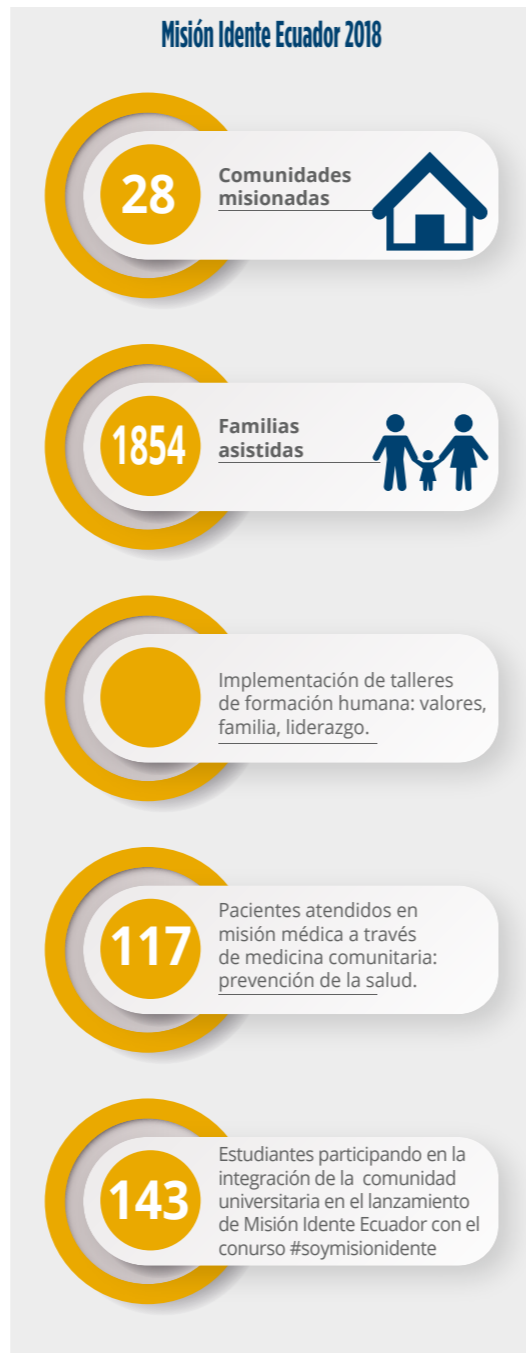 Misión Idente Ecuador 2018
28
Comunidades
misionadas
1854
Familias
asistidas
Implementación de talleres
de formación humana: valores,
familia, liderazgo.
117
Pacientes atendidos en
misión médica a través
de medicina comunitaria:
prevención de la salud.
143
Estudiantes participando en la
integración de la comunidad
universitaria en el lanzamiento
de Misión Idente Ecuador con el
conurso #soymisionidente